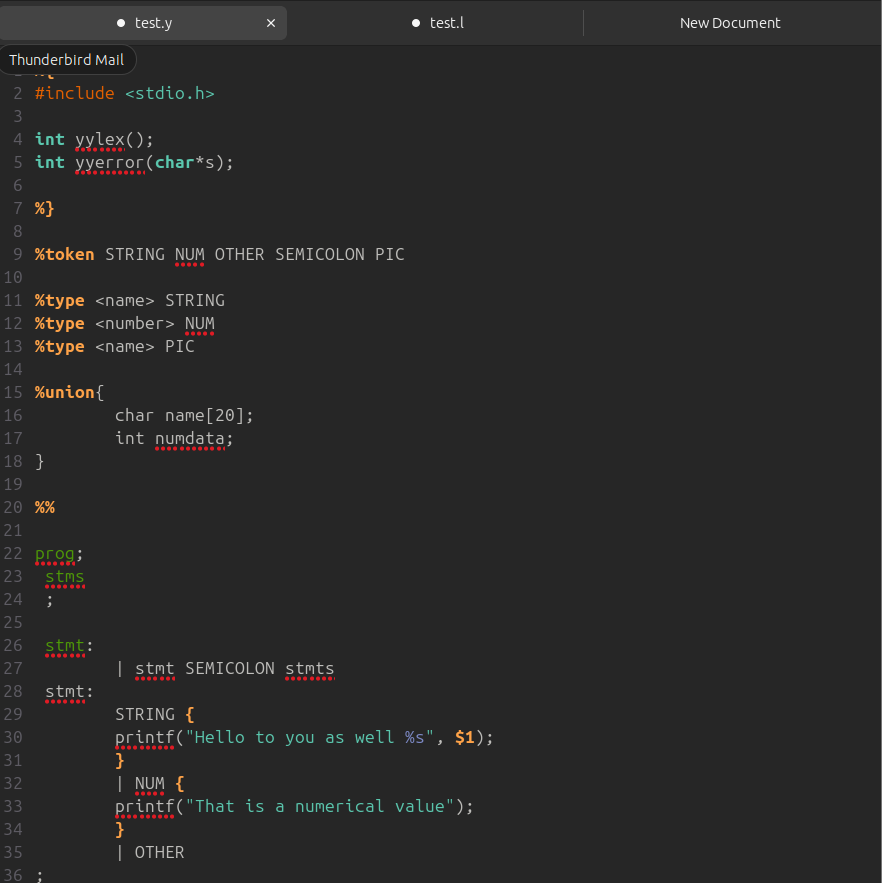 test.y × test.l New Document
Thunderbird Mail
1 %{
2 #include <stdio.h>
3
4 int yylex();
5 int yyerror(char*s);
6
7 %}
8
9 %token STRING NUM OTHER SEMICOLON PIC
10
11 %type <name> STRING
12 %type <number> NUM
13 %type <name> PIC
14
15 %union{
16 char name[20];
17 int numdata;
18 }
19
20 %%
21
22 prog;
23 stms
24 ;
25
26 stmt:
27 | stmt SEMICOLON stmts
28 stmt:
29 STRING {
30 printf("Hello to you as well %s", $1);
31 }
32 | NUM {
33 printf("That is a numerical value");
34 }
35 | OTHER
36 ;